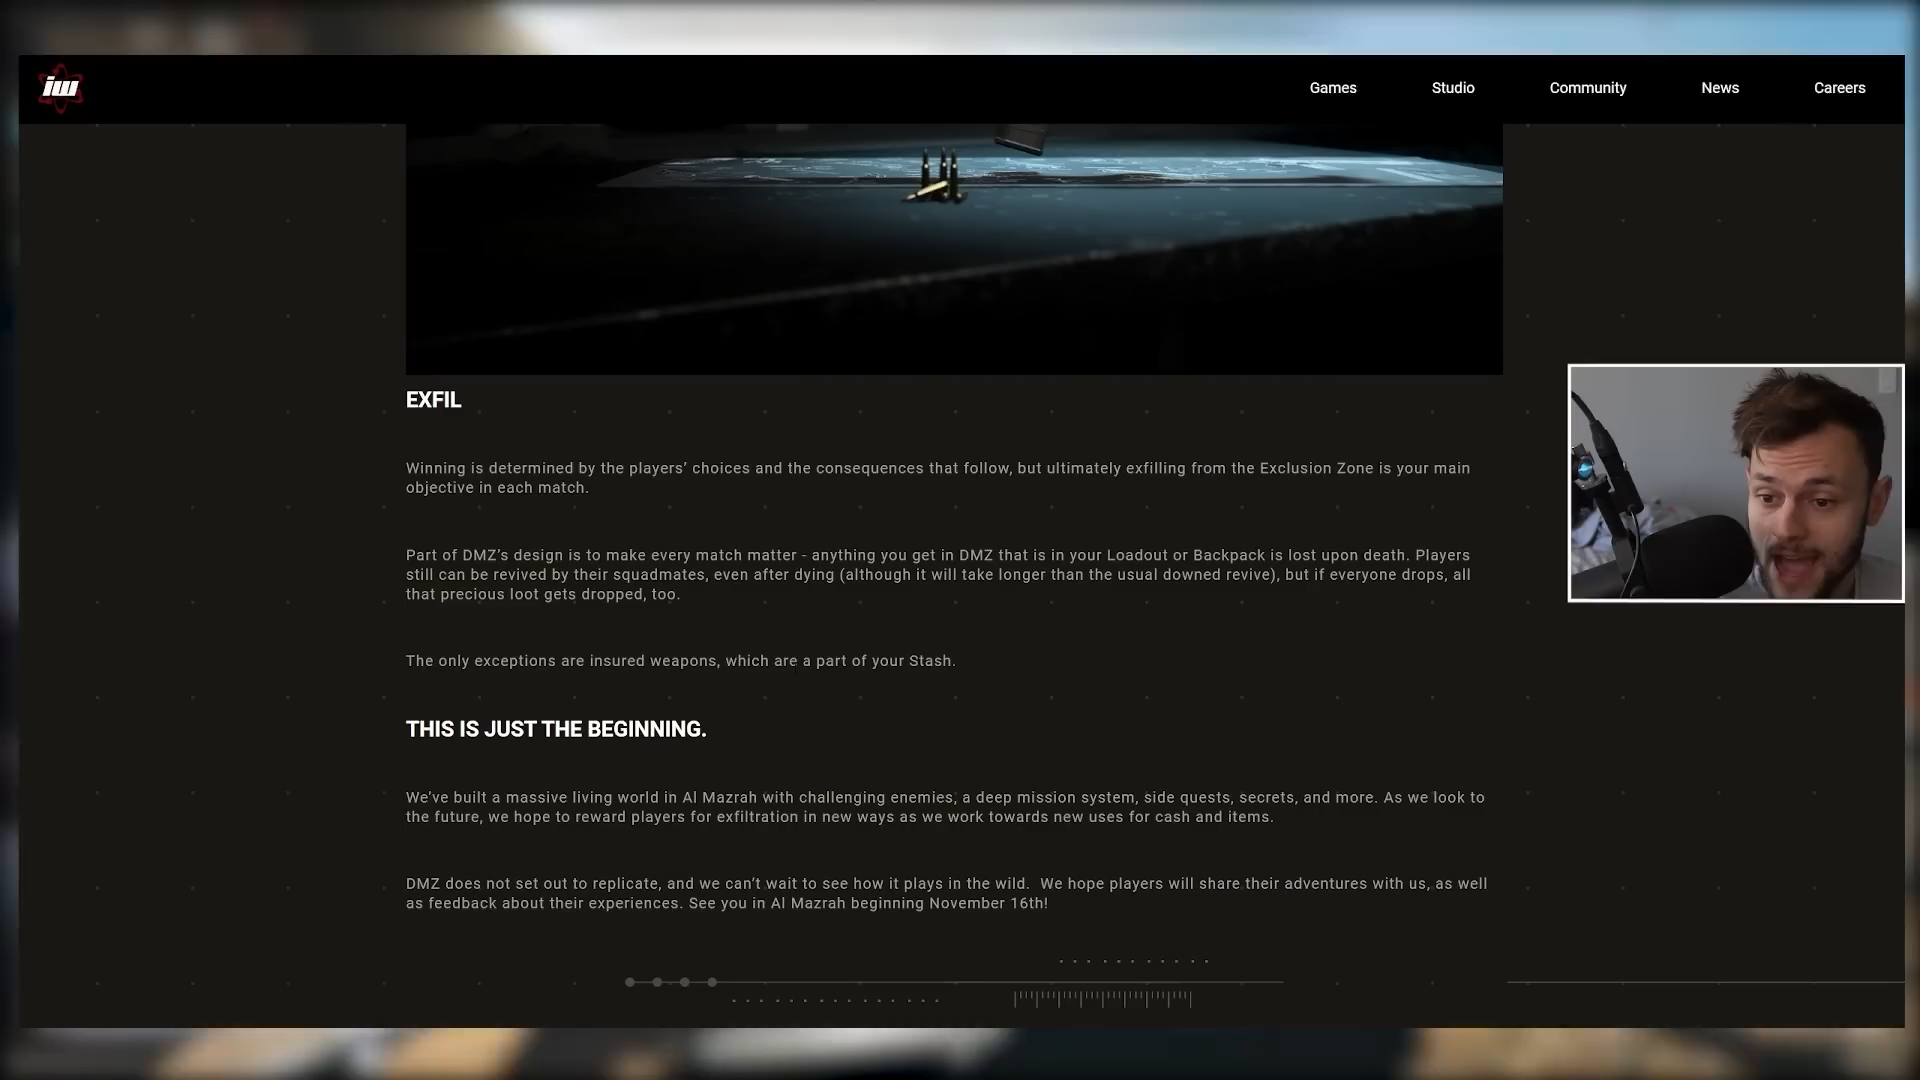 iw
Games
Studio
Community
News
Careers
EXFIL
Winning is determined by the players’ choices and the consequences that follow, but ultimately exfilling from the Exclusion Zone is your main
objective in each match.
Part of DMZ’s design is to make every match matter - anything you get in DMZ that is in your Loadout or Backpack is lost upon death. Players
still can be revived by their squadmates, even after dying (although it will take longer than the usual downed revive), but if everyone drops, all
that precious loot gets dropped, too.
The only exceptions are insured weapons, which are a part of your Stash.
THIS IS JUST THE BEGINNING.
We’ve built a massive living world in Al Mazrah with challenging enemies, a deep mission system, side quests, secrets, and more. As we look to
the future, we hope to reward players for exfiltration in new ways as we work towards new uses for cash and items.
DMZ does not set out to replicate, and we can’t wait to see how it plays in the wild.  We hope players will share their adventures with us, as well
as feedback about their experiences. See you in Al Mazrah beginning November 16th!